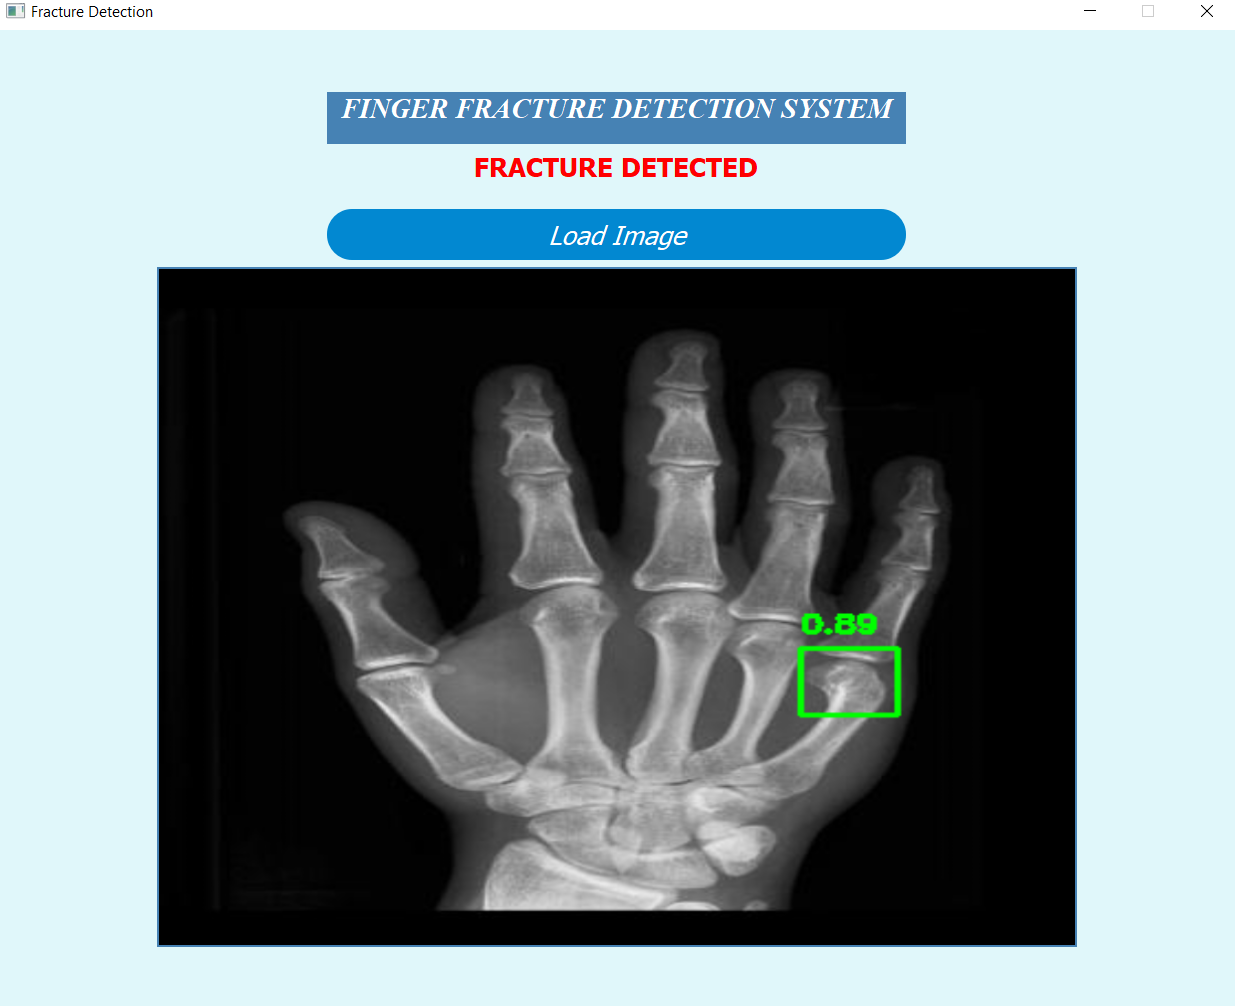 Fracture Detection
FINGER FRACTURE DETECTION SYSTEM
FRACTURE DETECTED
Load Image
0.89